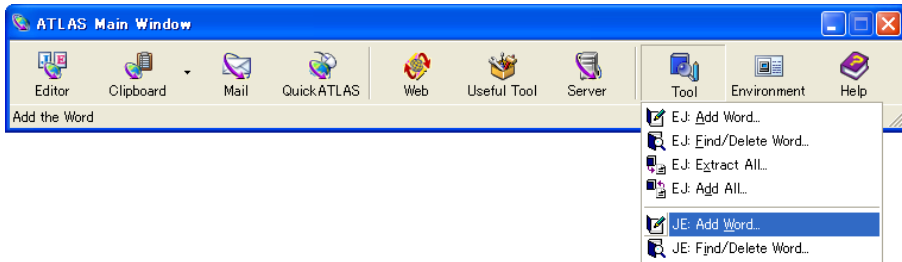 ATLAS Main Window
Editor Clipboard Mail QuickATLAS Web Useful Tool Server Tool Environment Help
Add the Word
EJ: Add Word...
EJ: Find/Delete Word...
EJ: Extract All...
EJ: Add All...
JE: Add Word...
JE: Find/Delete Word...